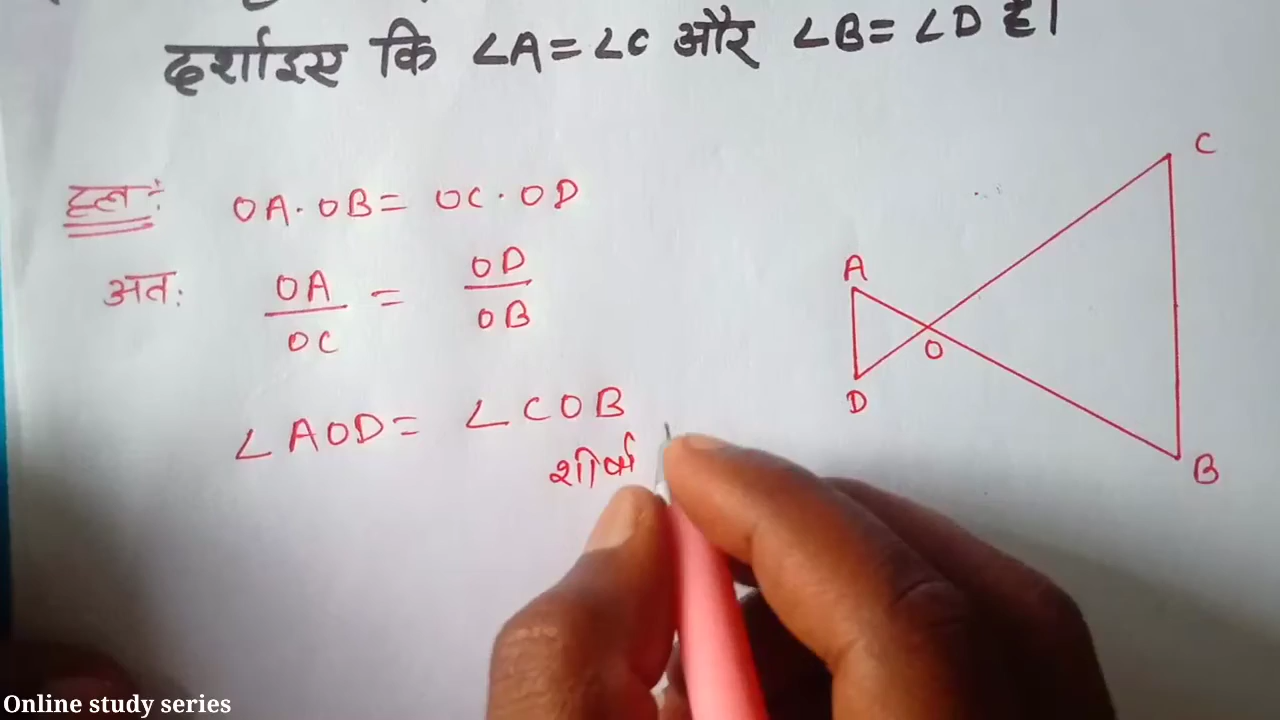 दर्शाइए कि ∠A = ∠C और ∠B = ∠D है।
हल :-
OA . OB = OC . OD
अत: OA/OC = OD/OB
∠AOD = ∠COB
शीर्ष
C
A
O
D
B
Online study series